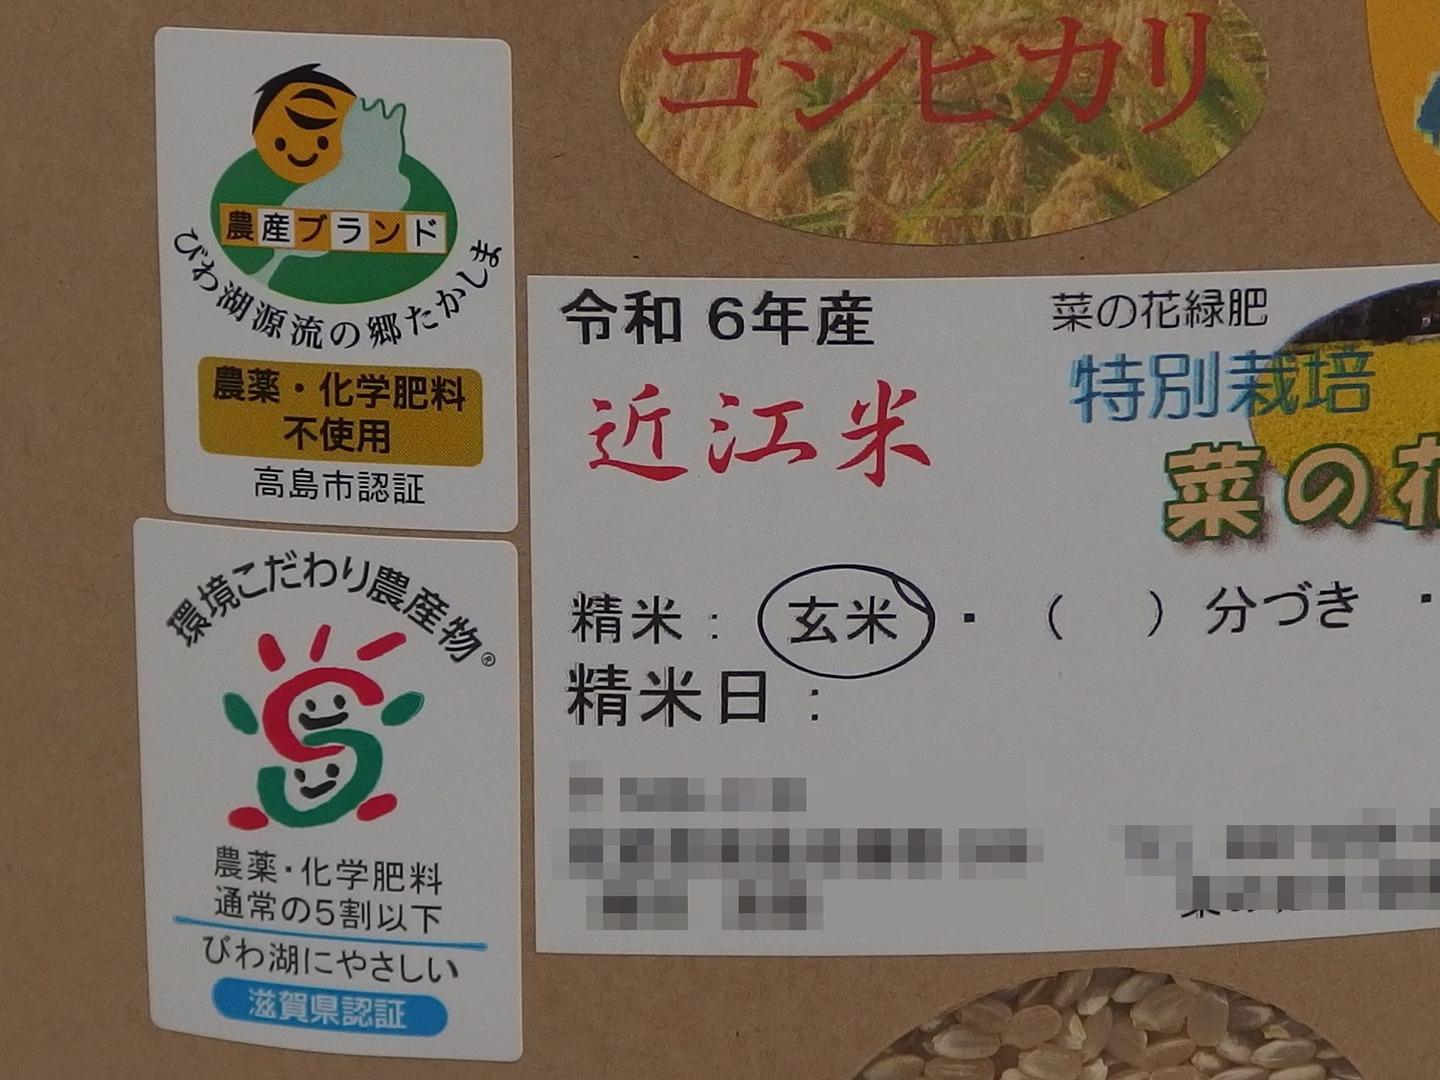 農産ブランド
びわ湖源流の郷たかしま
農薬・化学肥料
不使用
高島市認証
環境こだわり農産物®
農薬・化学肥料
通常の5割以下
びわ湖にやさしい
滋賀県認証
コシヒカリ
令和 6年産
近江米
菜の花緑肥
特別栽培
菜の花
精米： 玄米 ・ （　　）分づき ・
精米日：